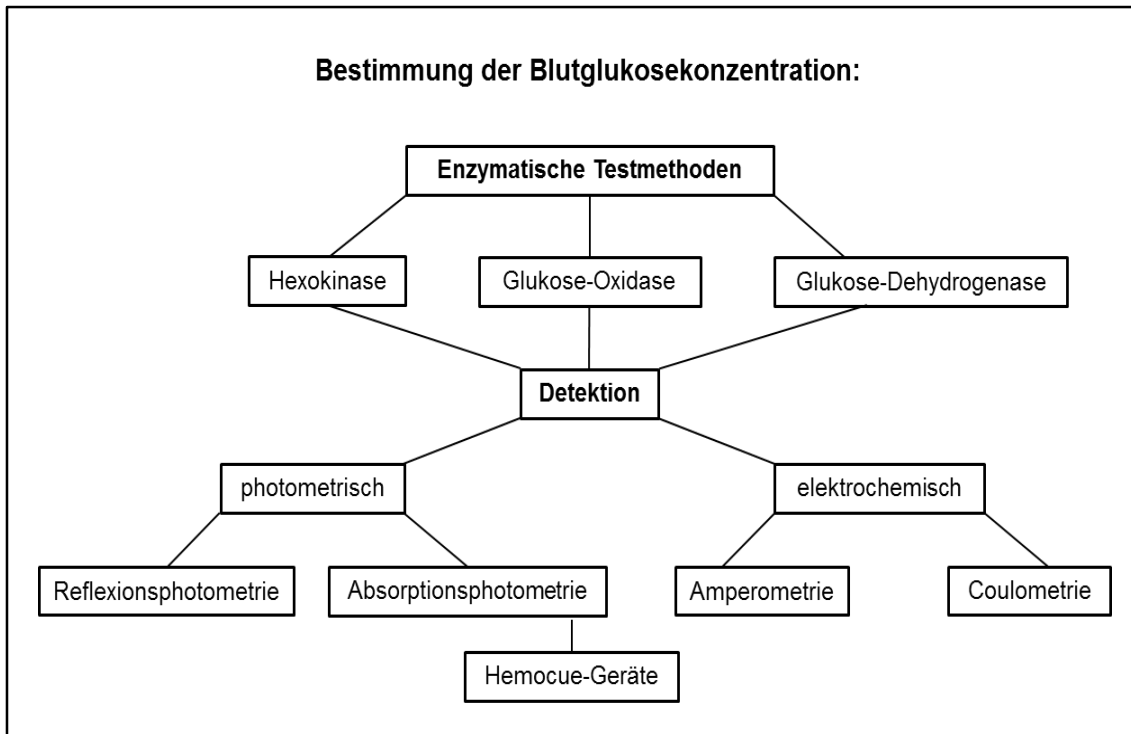 Bestimmung der Blutglukosekonzentration:
Enzymatische Testmethoden
Hexokinase
Glukose-Oxidase
Glukose-Dehydrogenase
Detektion
photometrisch
elektrochemisch
Reflexionsphotometrie
Absorptionsphotometrie
Amperometrie
Coulometrie
Hemocue-Geräte